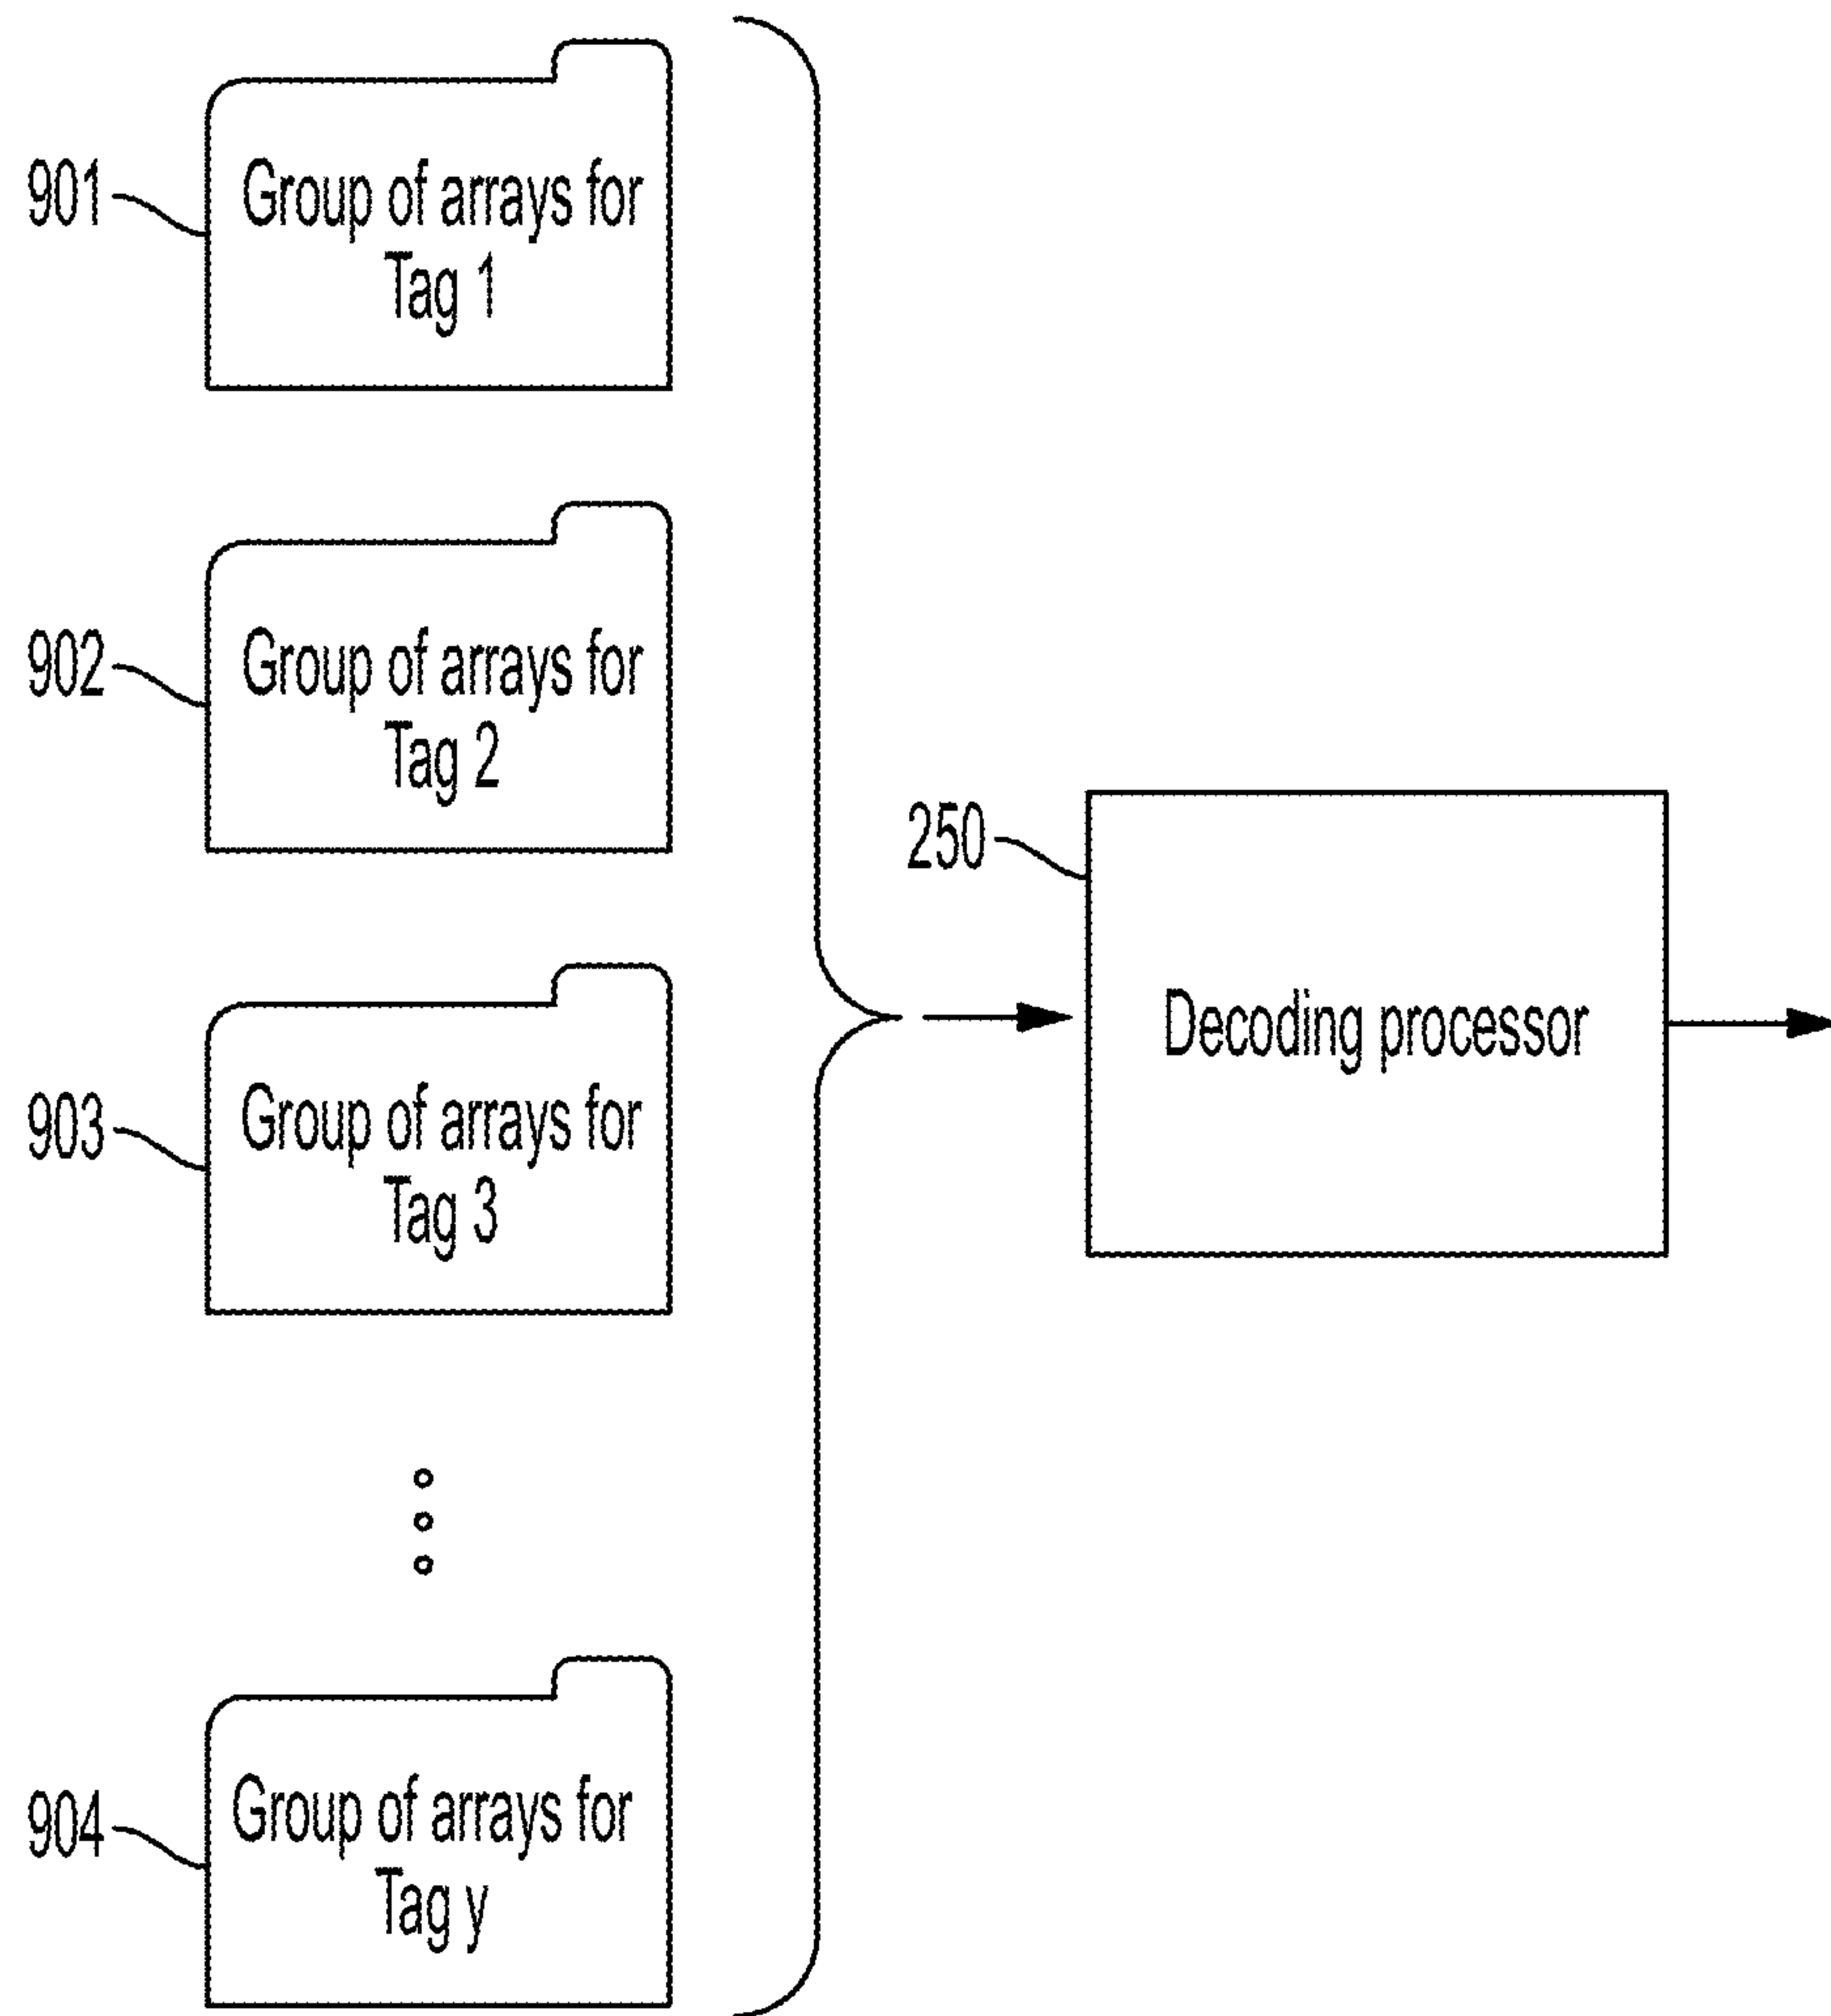 901
Group of arrays for
Tag 1
902
Group of arrays for
Tag 2
250
Decoding processor
903
Group of arrays for
Tag 3
904
Group of arrays for
Tag y